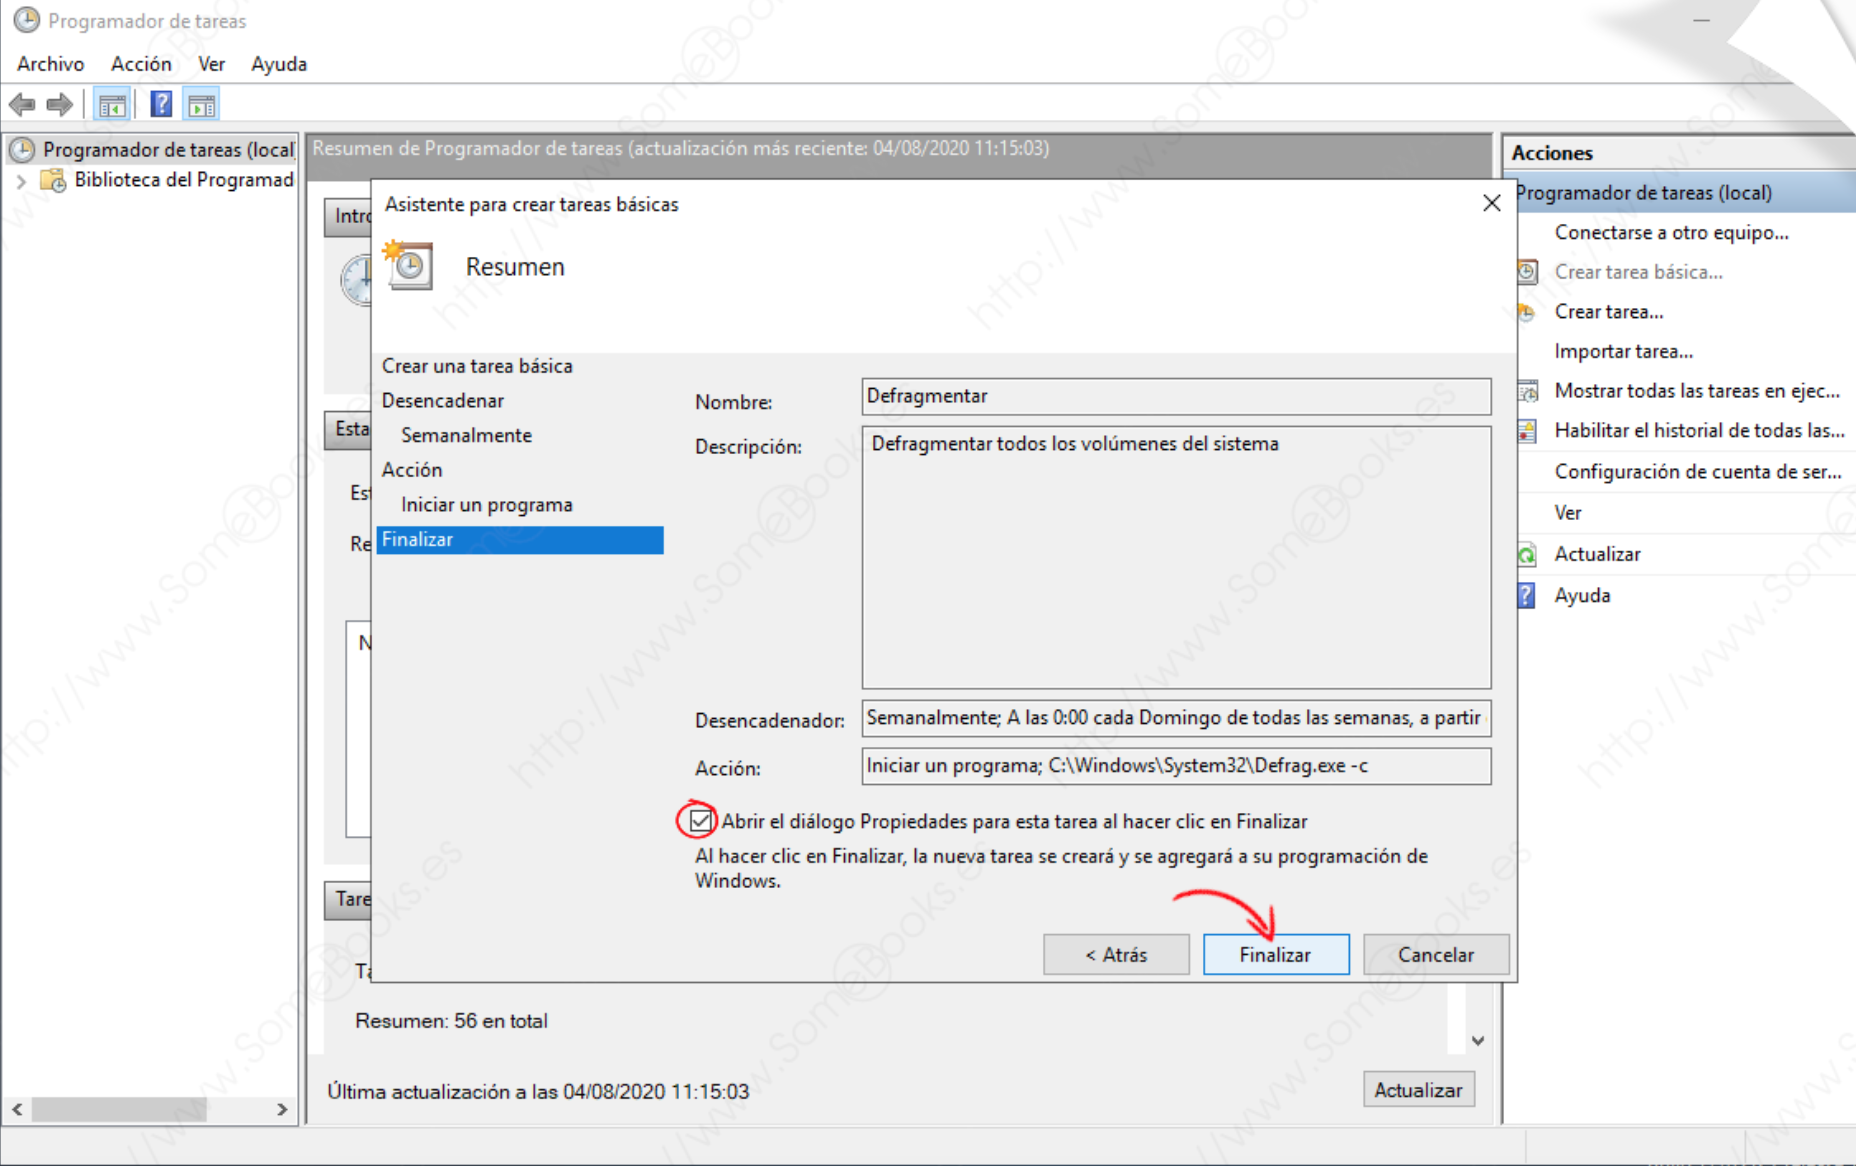 Programador de tareas
Archivo Acción Ver Ayuda
Programador de tareas (local
Biblioteca del Programad
Resumen de Programador de tareas (actualización más reciente: 04/08/2020 11:15:03)
Intro
Esta
Est
Re
N
Tare
Ta
Resumen: 56 en total
Última actualización a las 04/08/2020 11:15:03
Actualizar
Asistente para crear tareas básicas
Resumen
Crear una tarea básica
Desencadenar
Semanalmente
Acción
Iniciar un programa
Finalizar
Nombre: Defragmentar
Descripción: Defragmentar todos los volúmenes del sistema
Desencadenador: Semanalmente; A las 0:00 cada Domingo de todas las semanas, a partir
Acción: Iniciar un programa; C:\Windows\System32\Defrag.exe -c
Abrir el diálogo Propiedades para esta tarea al hacer clic en Finalizar
Al hacer clic en Finalizar, la nueva tarea se creará y se agregará a su programación de
Windows.
< Atrás Finalizar Cancelar
Acciones
Programador de tareas (local)
Conectarse a otro equipo...
Crear tarea básica...
Crear tarea...
Importar tarea...
Mostrar todas las tareas en ejec...
Habilitar el historial de todas las...
Configuración de cuenta de ser...
Ver
Actualizar
Ayuda
http://www.SomeBooks.es